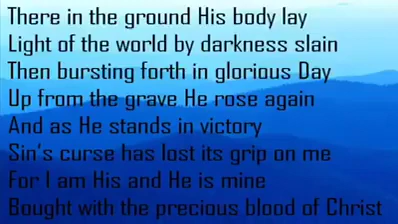 There in the ground His body lay
Light of the world by darkness slain
Then bursting forth in glorious Day
Up from the grave He rose again
And as He stands in victory
Sin's curse has lost its grip on me
For I am His and He is mine
Bought with the precious blood of Christ